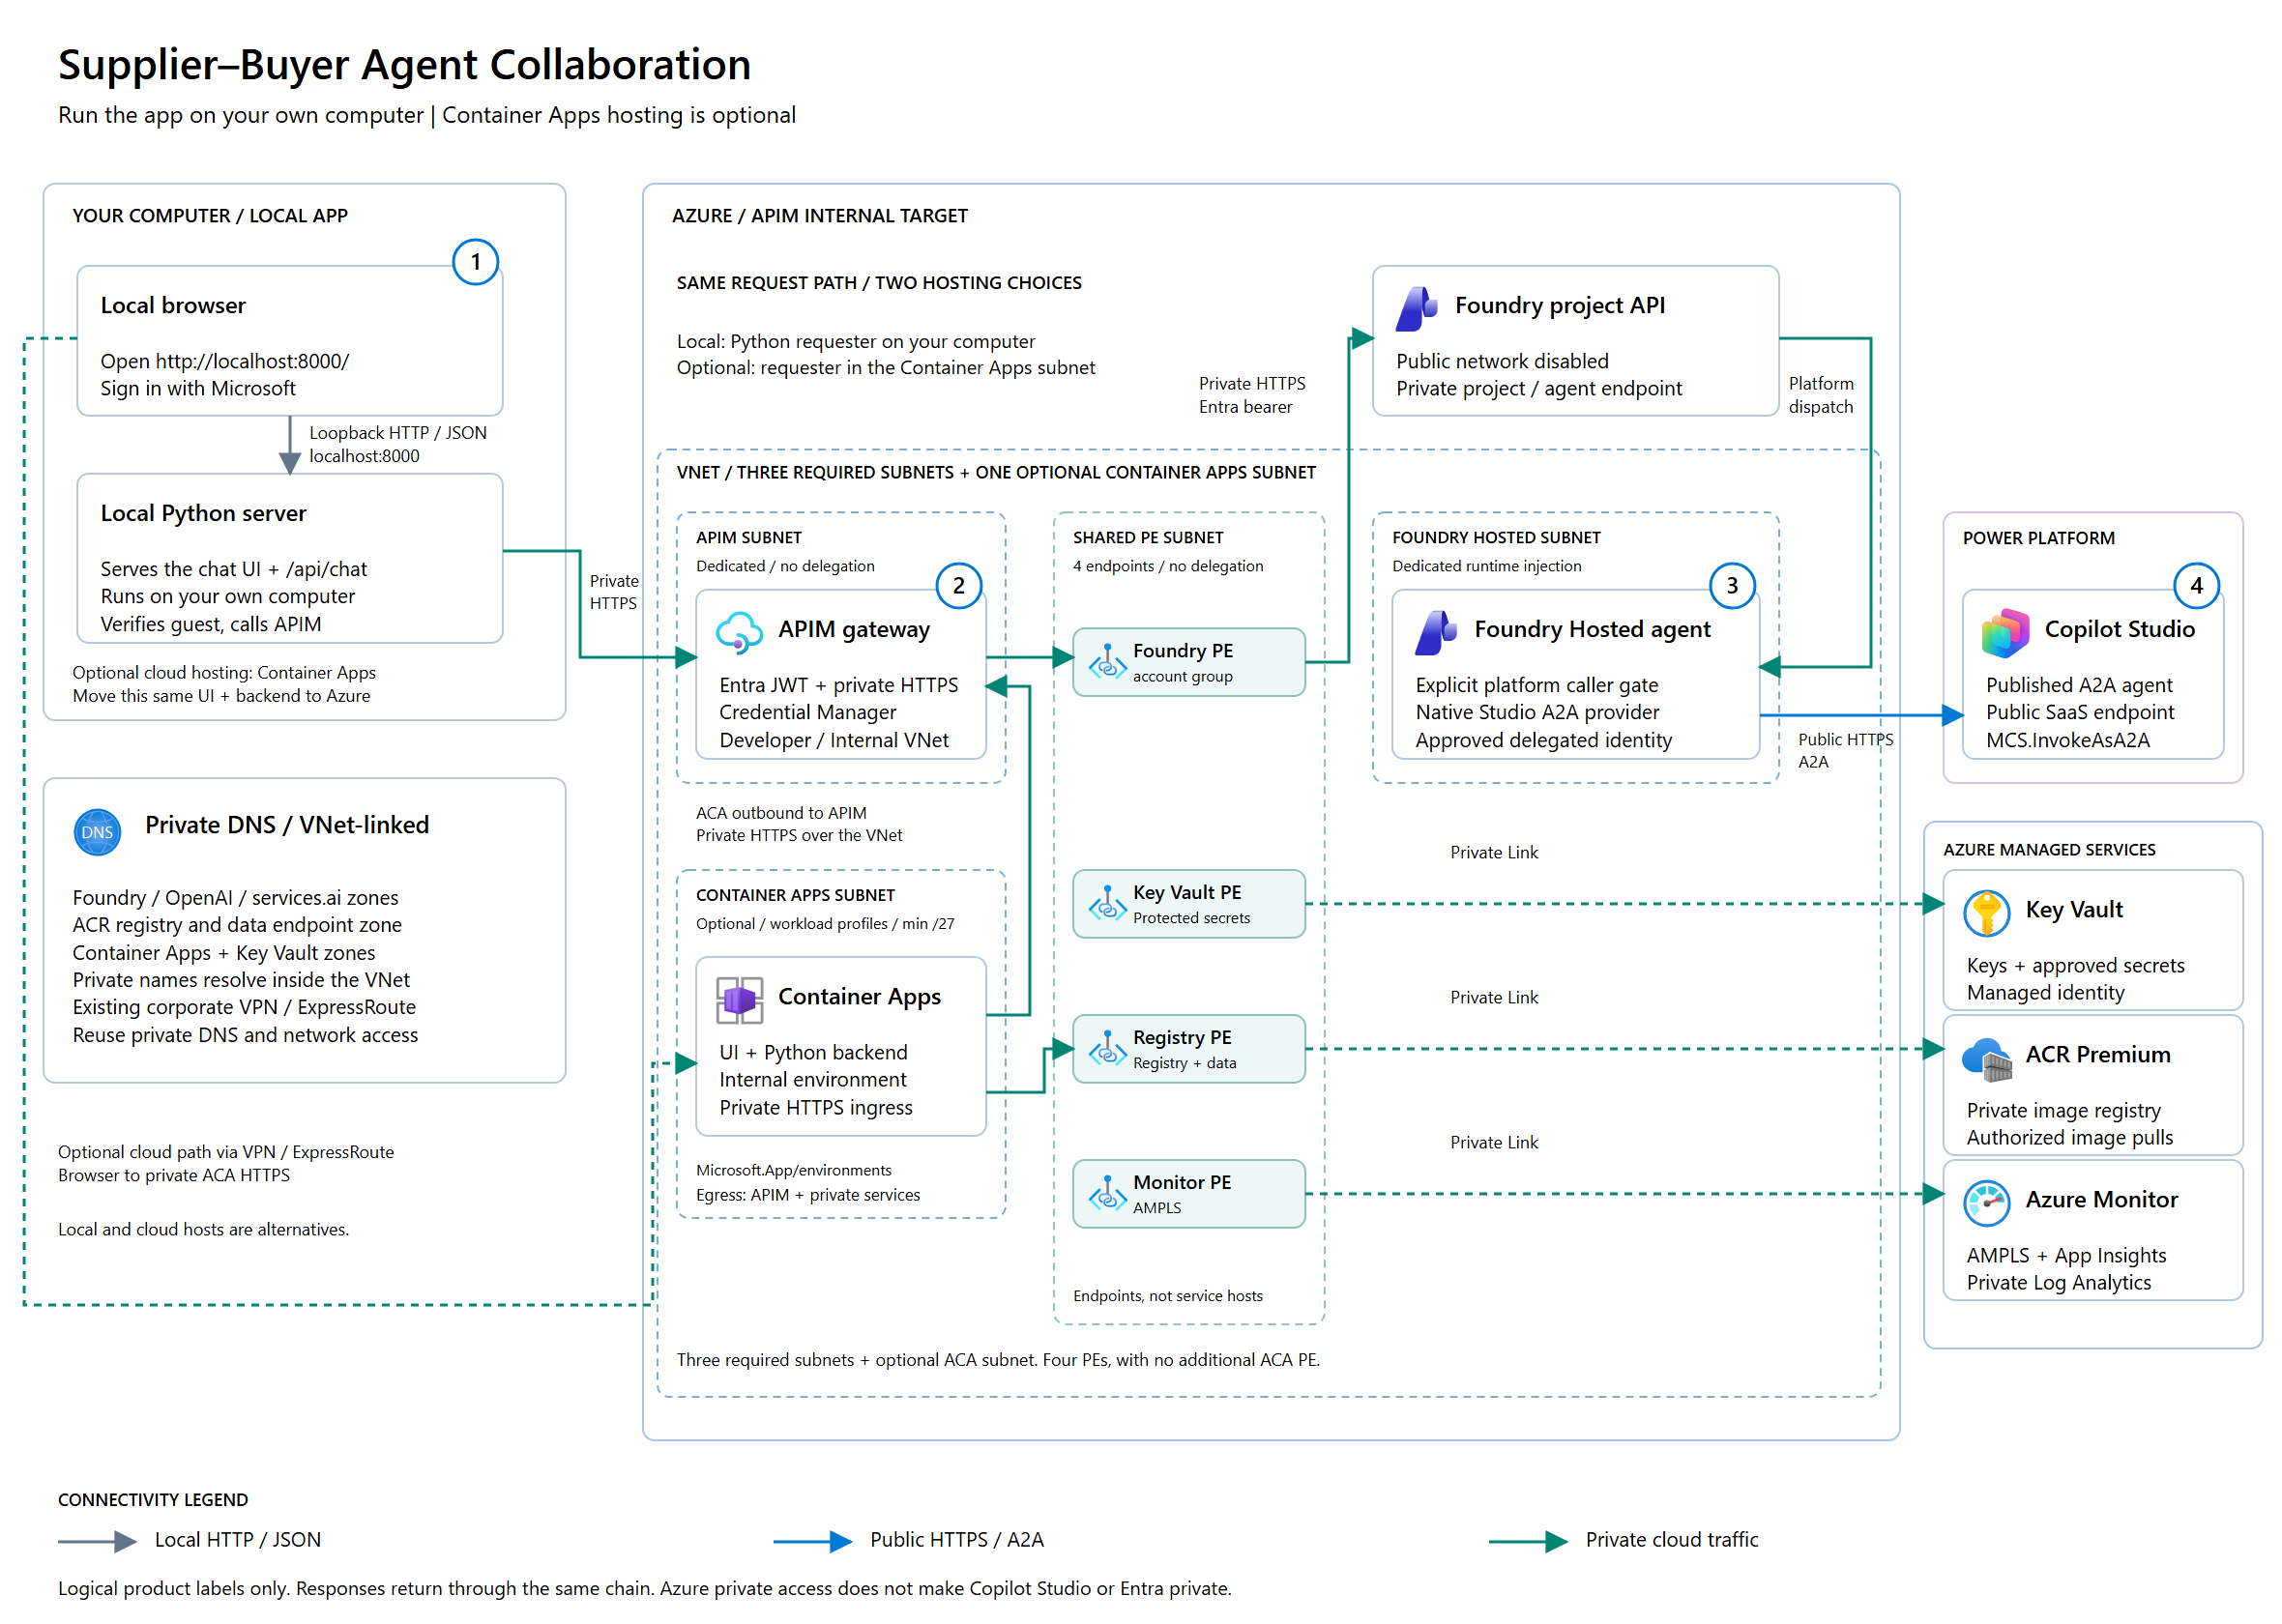 Supplier–Buyer Agent Collaboration
Run the app on your own computer | Container Apps hosting is optional
YOUR COMPUTER / LOCAL APP
1
Local browser
Open http://localhost:8000/
Sign in with Microsoft
Loopback HTTP / JSON
localhost:8000
Local Python server
Serves the chat UI + /api/chat
Runs on your own computer
Verifies guest, calls APIM
Optional cloud hosting: Container Apps
Move this same UI + backend to Azure
Private
HTTPS
DNS
Private DNS / VNet-linked
Foundry / OpenAI / services.ai zones
ACR registry and data endpoint zone
Container Apps + Key Vault zones
Private names resolve inside the VNet
Existing corporate VPN / ExpressRoute
Reuse private DNS and network access
Optional cloud path via VPN / ExpressRoute
Browser to private ACA HTTPS
Local and cloud hosts are alternatives.
AZURE / APIM INTERNAL TARGET
SAME REQUEST PATH / TWO HOSTING CHOICES
Local: Python requester on your computer
Optional: requester in the Container Apps subnet
Private HTTPS
Entra bearer
Foundry project API
Public network disabled
Private project / agent endpoint
Platform
dispatch
VNET / THREE REQUIRED SUBNETS + ONE OPTIONAL CONTAINER APPS SUBNET
APIM SUBNET
Dedicated / no delegation
2
APIM gateway
Entra JWT + private HTTPS
Credential Manager
Developer / Internal VNet
ACA outbound to APIM
Private HTTPS over the VNet
CONTAINER APPS SUBNET
Optional / workload profiles / min /27
Container Apps
UI + Python backend
Internal environment
Private HTTPS ingress
Microsoft.App/environments
Egress: APIM + private services
SHARED PE SUBNET
4 endpoints / no delegation
Foundry PE
account group
Key Vault PE
Protected secrets
Registry PE
Registry + data
Monitor PE
AMPLS
Endpoints, not service hosts
Three required subnets + optional ACA subnet. Four PEs, with no additional ACA PE.
FOUNDRY HOSTED SUBNET
Dedicated runtime injection
3
Foundry Hosted agent
Explicit platform caller gate
Native Studio A2A provider
Approved delegated identity
Public HTTPS
A2A
Private Link
Private Link
Private Link
POWER PLATFORM
4
Copilot Studio
Published A2A agent
Public SaaS endpoint
MCS.InvokeAsA2A
AZURE MANAGED SERVICES
Key Vault
Keys + approved secrets
Managed identity
ACR Premium
Private image registry
Authorized image pulls
Azure Monitor
AMPLS + App Insights
Private Log Analytics
CONNECTIVITY LEGEND
Local HTTP / JSON
Public HTTPS / A2A
Private cloud traffic
Logical product labels only. Responses return through the same chain. Azure private access does not make Copilot Studio or Entra private.